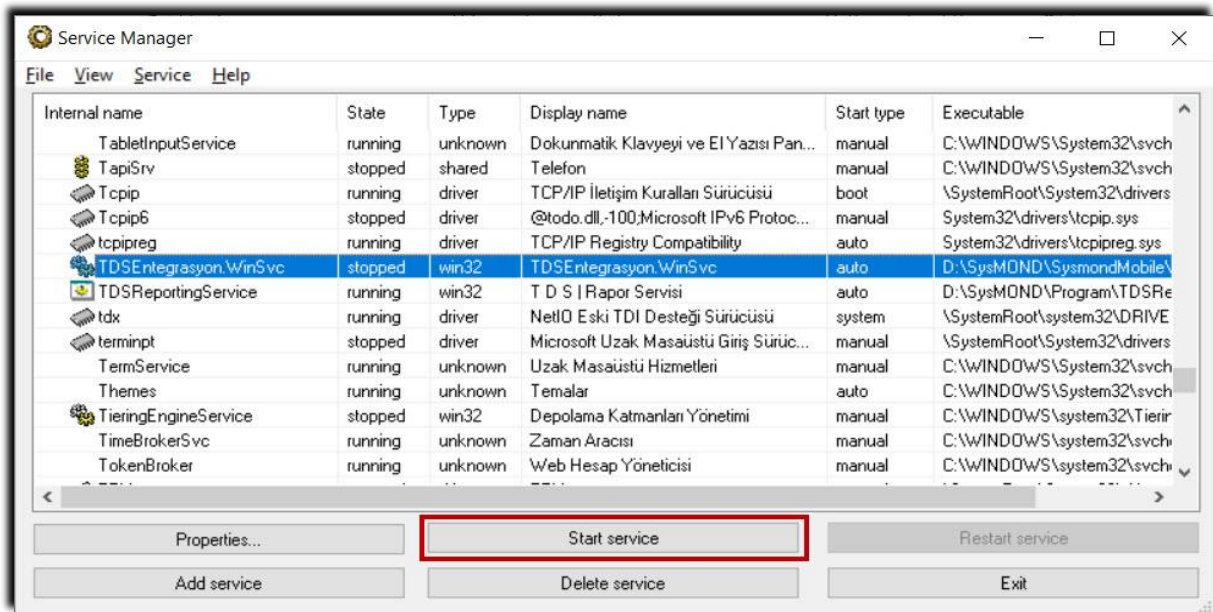 Service Manager
File View Service Help
Internal name State Type Display name Start type Executable
TabletInputService running unknown Dokunmatik Klavyeyi ve El Yazısı Pan... manual C:\WINDOWS\System32\svch
TapiSrv stopped shared Telefon manual C:\WINDOWS\System32\svch
Tcpip running driver TCP/IP İletişim Kuralları Sürücüsü boot \SystemRoot\System32\drivers
Tcpip6 stopped driver @todo.dll,-100;Microsoft IPv6 Protoc... manual System32\drivers\tcpip.sys
tcpipreg running driver TCP/IP Registry Compatibility auto System32\drivers\tcpipreg.sys
TDSEntegrasyon.WinSvc stopped win32 TDSEntegrasyon.WinSvc auto D:\SysMOND\SysmondMobile\
TDSReportingService running win32 T D S | Rapor Servisi auto D:\SysMOND\Program\TDSRe
tdx running driver NetIO Eski TDI Desteği Sürücüsü system \SystemRoot\system32\DRIVE
terminpt stopped driver Microsoft Uzak Masaüstü Giriş Sürüc... manual \SystemRoot\System32\drivers
TermService running unknown Uzak Masaüstü Hizmetleri manual C:\WINDOWS\System32\svch
Themes running unknown Temalar auto C:\WINDOWS\System32\svch
TieringEngineService stopped win32 Depolama Katmanları Yönetimi manual C:\WINDOWS\system32\Tierin
TimeBrokerSvc running unknown Zaman Aracısı manual C:\WINDOWS\system32\svch
TokenBroker running unknown Web Hesap Yöneticisi manual C:\WINDOWS\system32\svch
Properties... Start service Restart service
Add service Delete service Exit